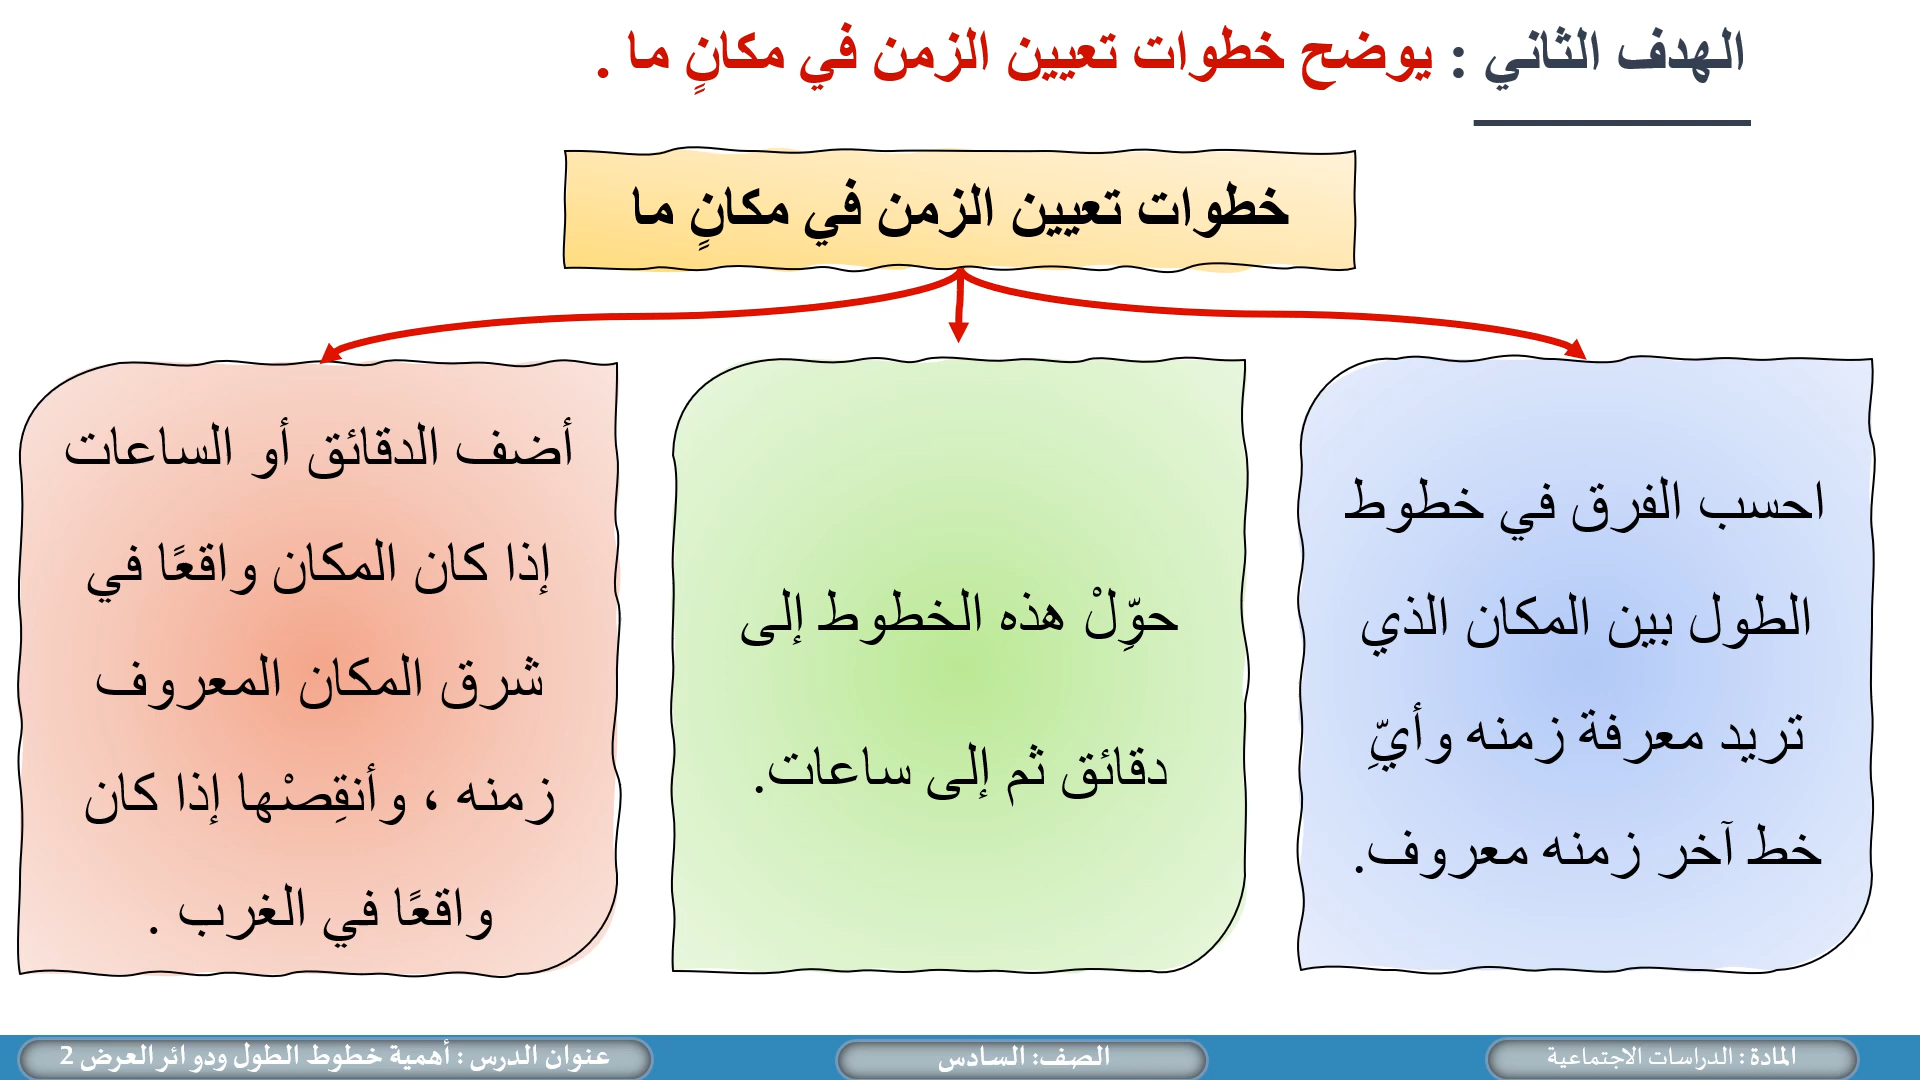 الهدف الثاني : يوضح خطوات تعيين الزمن في مكانٍ ما .
خطوات تعيين الزمن في مكانٍ ما
احسب الفرق في خطوط
الطول بين المكان الذي
تريد معرفة زمنه وأيِّ
خط آخر زمنه معروف.
حوِّلْ هذه الخطوط إلى
دقائق ثم إلى ساعات.
أضف الدقائق أو الساعات
إذا كان المكان واقعًا في
شرق المكان المعروف
زمنه ، وأنقِصْها إذا كان
واقعًا في الغرب .
المادة : الدراسات الاجتماعية
الصف: السادس
عنوان الدرس : أهمية خطوط الطول ودوائر العرض 2